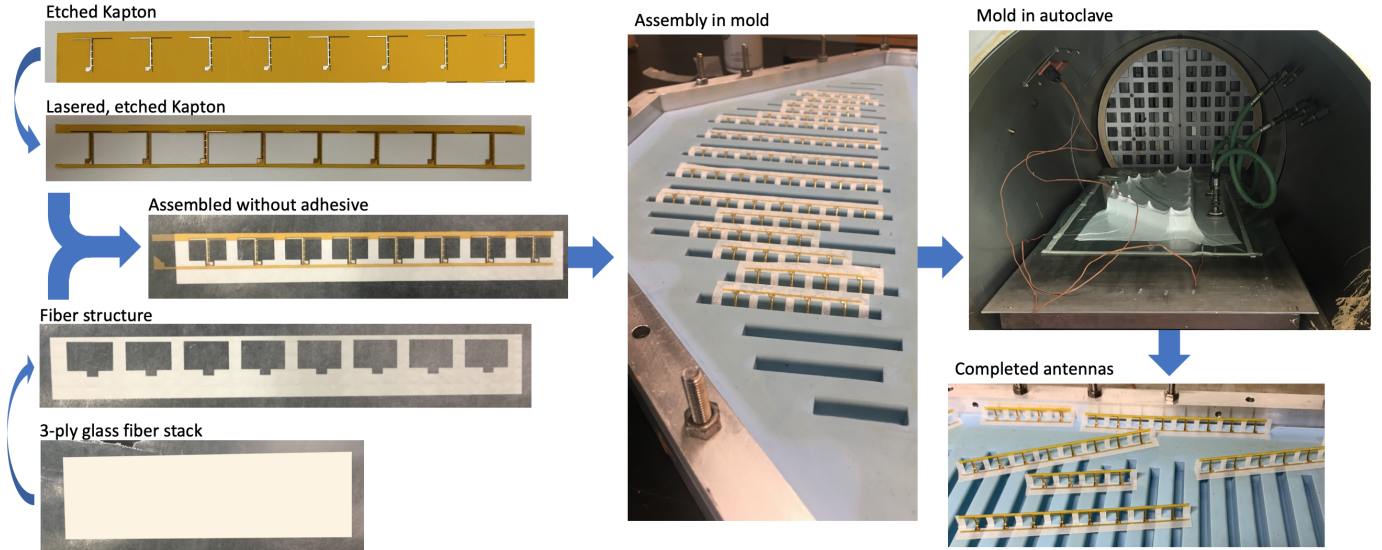 Etched Kapton
Lasered, etched Kapton
Assembled without adhesive
Fiber structure
3-ply glass fiber stack
Assembly in mold
Mold in autoclave
Completed antennas